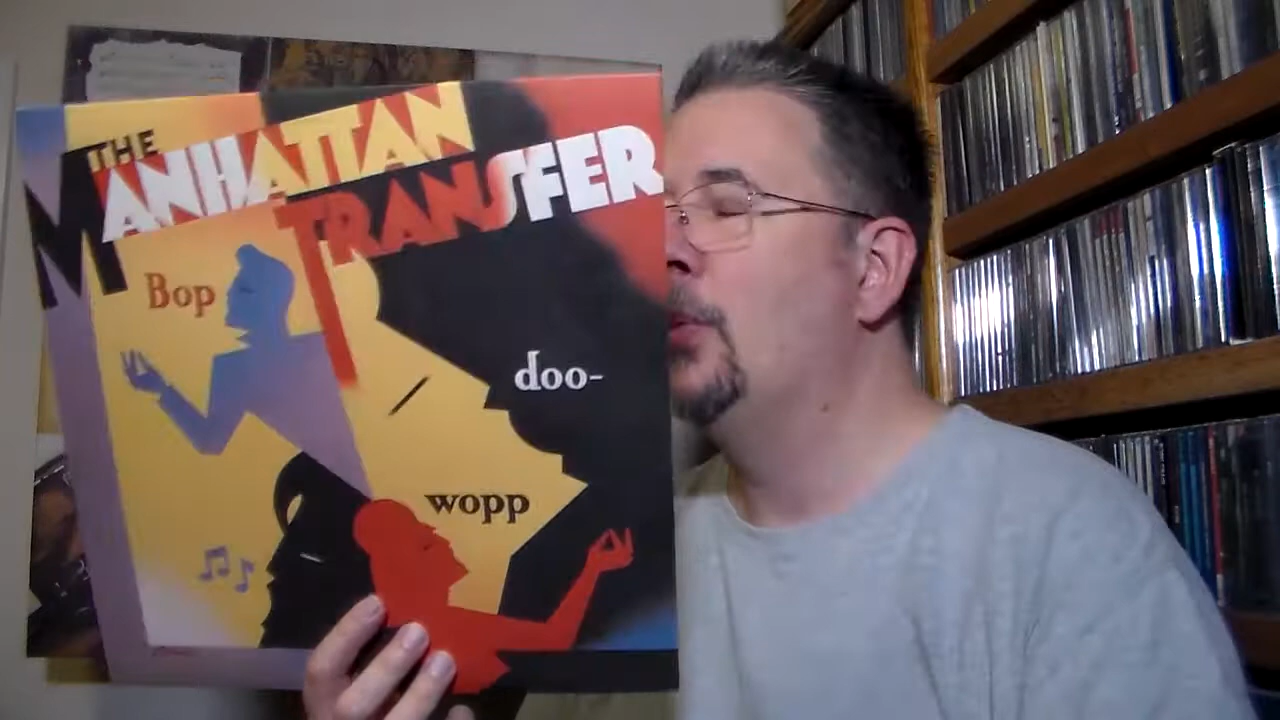 THE
MANHATTAN
TRANSFER
Bop
doo-
wopp